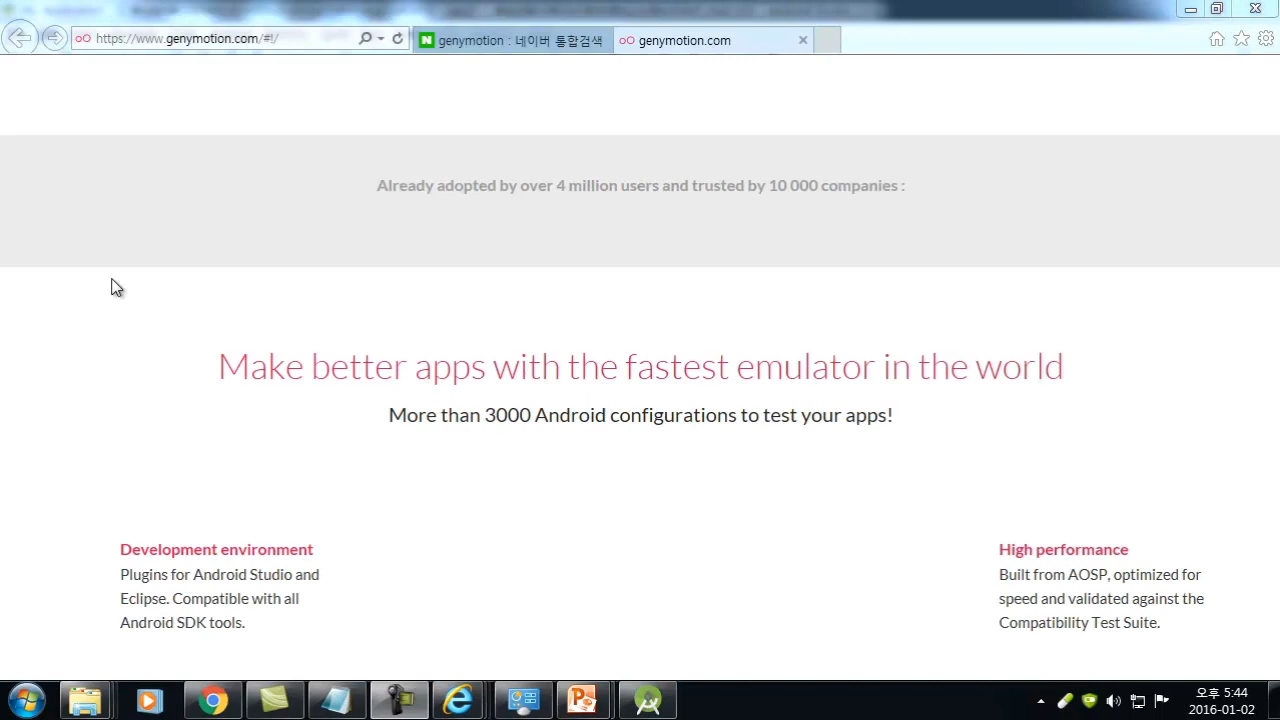 https://www.genymotion.com/#!/
genymotion : 네이버 통합검색
genymotion.com
Already adopted by over 4 million users and trusted by 10 000 companies :
Make better apps with the fastest emulator in the world
More than 3000 Android configurations to test your apps!
Development environment
Plugins for Android Studio and
Eclipse. Compatible with all
Android SDK tools.
High performance
Built from AOSP, optimized for
speed and validated against the
Compatibility Test Suite.
오후 5:44
2016-01-02